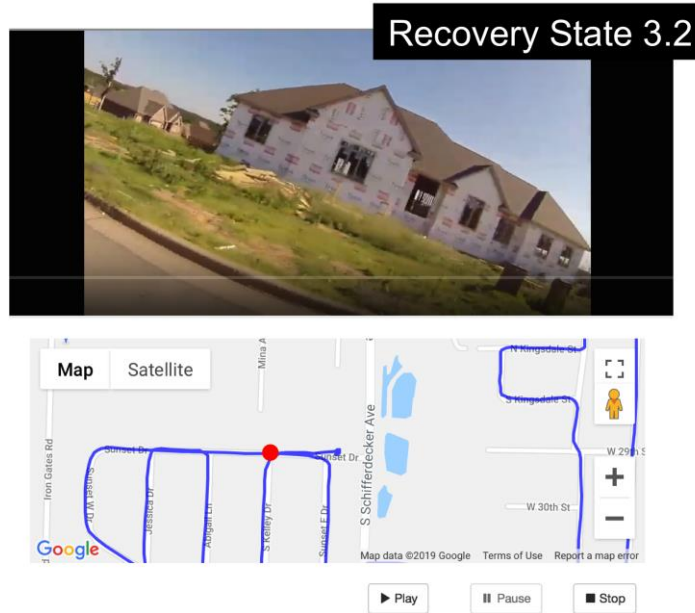 Recovery State 3.2
Map
Satellite
Mina A
N Kingsdale St
S Kingsdale St
Iron Gates Rd
Sunset Dr
Sunset Dr
S Schifferdecker Ave
W 29th S
Sunset W Dr
Jessica Dr
Abigail Ln
S Kelley Dr
Sunset E Dr
W 30th St
+
−
Google
Map data ©2019 Google
Terms of Use
Report a map error
Play
Pause
Stop